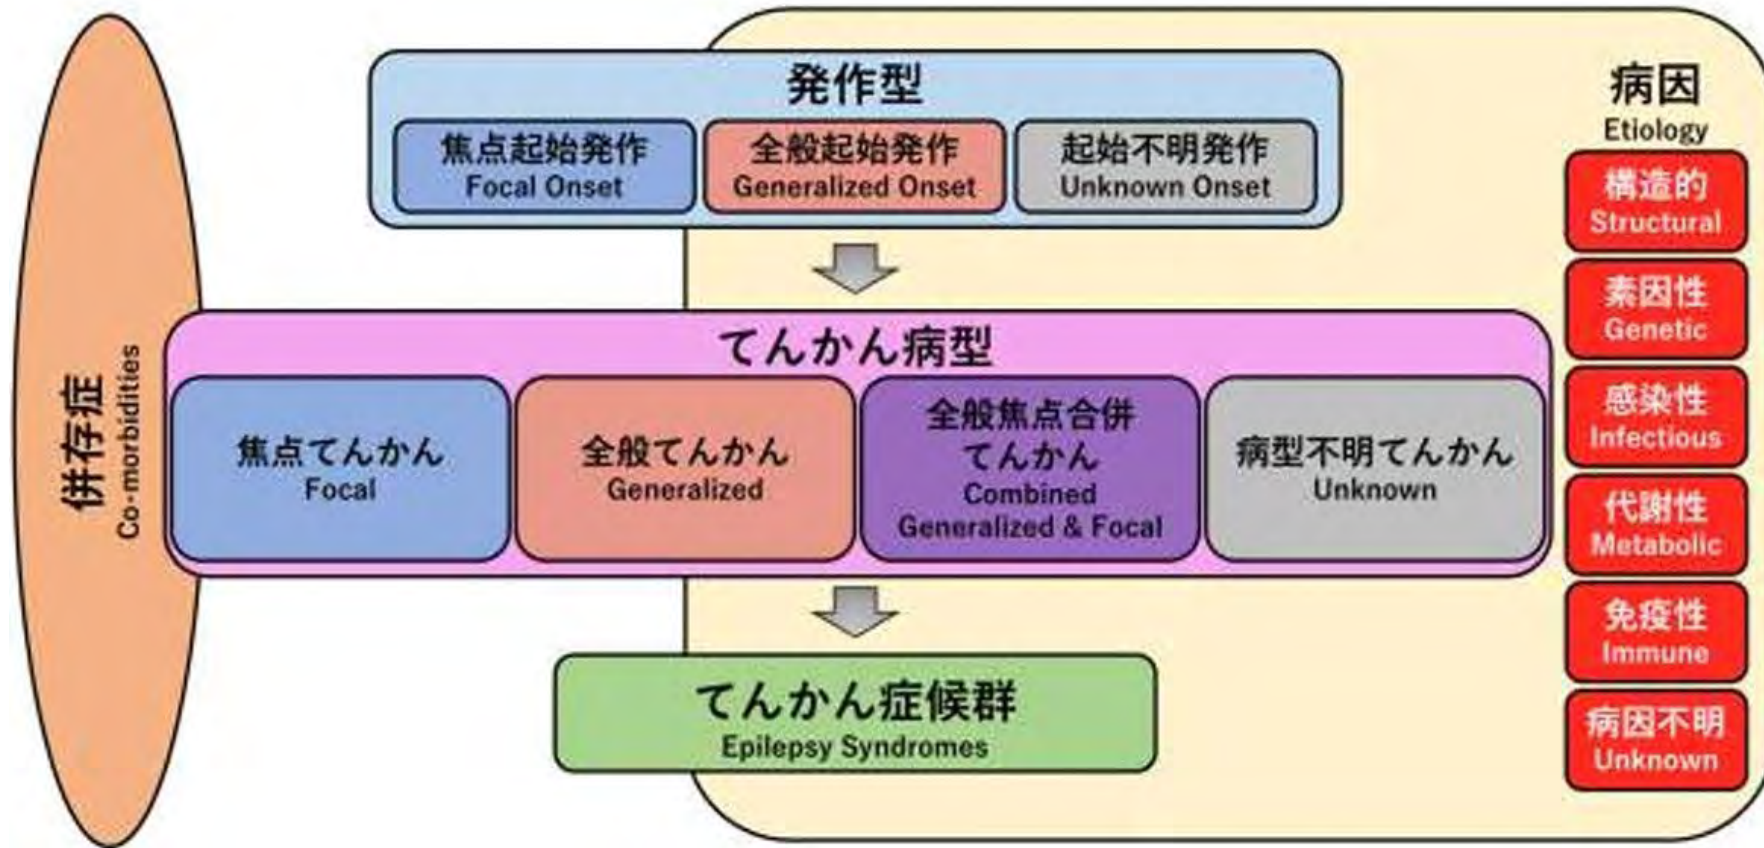 発作型
焦点起始発作
Focal Onset
全般起始発作
Generalized Onset
起始不明発作
Unknown Onset
てんかん病型
焦点てんかん
Focal
全般てんかん
Generalized
全般焦点合併
てんかん
Combined
Generalized & Focal
病型不明てんかん
Unknown
てんかん症候群
Epilepsy Syndromes
併存症
Co-morbidities
病因
Etiology
構造的
Structural
素因性
Genetic
感染性
Infectious
代謝性
Metabolic
免疫性
Immune
病因不明
Unknown